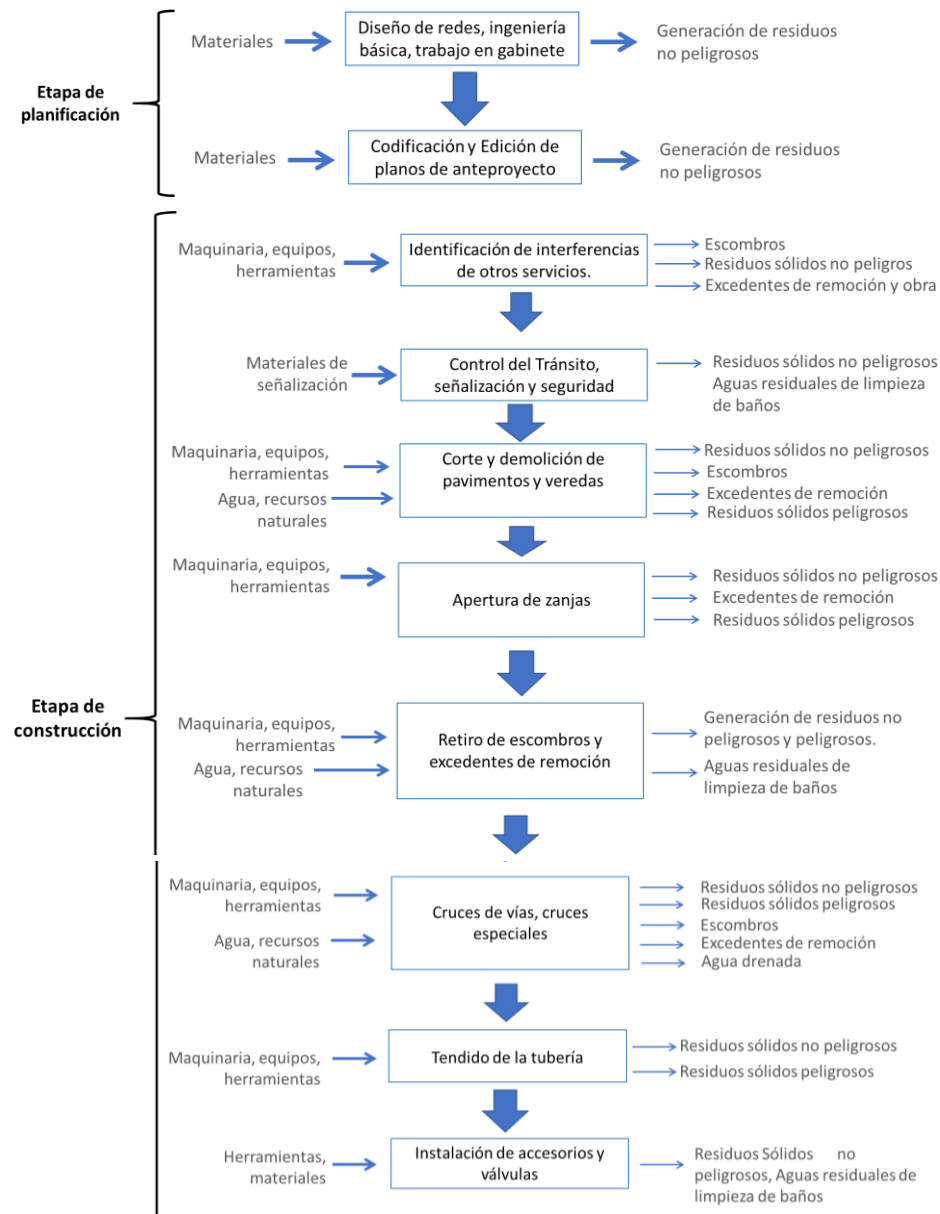 Etapa de
planificación
Materiales
Diseño de redes, ingeniería
básica, trabajo en gabinete
Generación de residuos
no peligrosos
Materiales
Codificación y Edición de
planos de anteproyecto
Generación de residuos
no peligrosos
Etapa de
construcción
Maquinaria, equipos,
herramientas
Identificación de interferencias
de otros servicios.
Escombros
Residuos sólidos no peligros
Excedentes de remoción y obra
Materiales de
señalización
Control del Tránsito,
señalización y seguridad
Residuos sólidos no peligrosos
Aguas residuales de limpieza
de baños
Maquinaria, equipos,
herramientas
Agua, recursos
naturales
Corte y demolición de
pavimentos y veredas
Residuos sólidos no peligrosos
Escombros
Excedentes de remoción
Residuos sólidos peligrosos
Maquinaria, equipos,
herramientas
Apertura de zanjas
Residuos sólidos no peligrosos
Excedentes de remoción
Residuos sólidos peligrosos
Maquinaria, equipos,
herramientas
Agua, recursos
naturales
Retiro de escombros y
excedentes de remoción
Generación de residuos no
peligrosos y peligrosos.
Aguas residuales de
limpieza de baños
Maquinaria, equipos,
herramientas
Agua, recursos
naturales
Cruces de vías, cruces
especiales
Residuos sólidos no peligrosos
Residuos sólidos peligrosos
Escombros
Excedentes de remoción
Agua drenada
Maquinaria, equipos,
herramientas
Tendido de la tubería
Residuos sólidos no peligrosos
Residuos sólidos peligrosos
Herramientas,
materiales
Instalación de accesorios y
válvulas
Residuos Sólidos no
peligrosos, Aguas residuales de
limpieza de baños